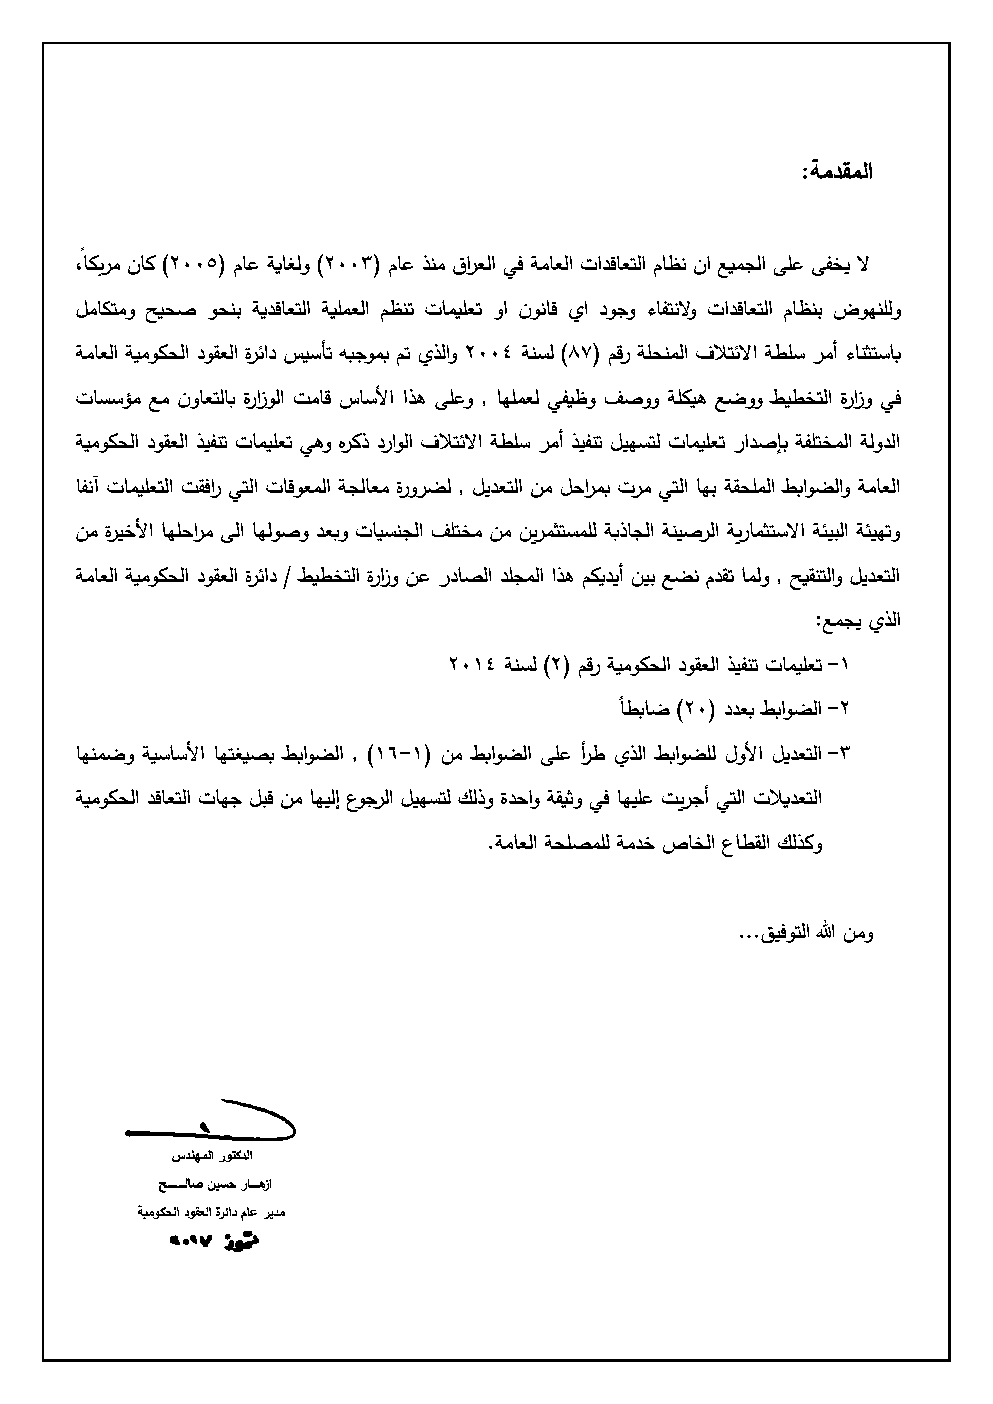 المقدمة:
لا يخفى على الجميع ان نظام التعاقدات العامة في العراق منذ عام (٢٠٠٣) ولغاية عام (٢٠٠٥) كان مربكاً،
وللنهوض بنظام التعاقدات ولانتفاء وجود اي قانون او تعليمات تنظم العملية التعاقدية بنحو صحيح ومتكامل
باستثناء أمر سلطة الائتلاف المنحلة رقم (٨٧) لسنة ٢٠٠٤ والذي تم بموجبه تأسيس دائرة العقود الحكومية العامة
في وزارة التخطيط ووضع هيكلة ووصف وظيفي لعملها , وعلى هذا الأساس قامت الوزارة بالتعاون مع مؤسسات
الدولة المختلفة بإصدار تعليمات لتسهيل تنفيذ أمر سلطة الائتلاف الوارد ذكره وهي تعليمات تنفيذ العقود الحكومية
العامة والضوابط الملحقة بها التي مرت بمراحل من التعديل , لضرورة معالجة المعوقات التي رافقت التعليمات آنفا
وتهيئة البيئة الاستثمارية الرصينة الجاذبة للمستثمرين من مختلف الجنسيات وبعد وصولها الى مراحلها الأخيرة من
التعديل والتنقيح , ولما تقدم نضع بين أيديكم هذا المجلد الصادر عن وزارة التخطيط / دائرة العقود الحكومية العامة
الذي يجمع:
١- تعليمات تنفيذ العقود الحكومية رقم (٢) لسنة ٢٠١٤
٢- الضوابط بعدد (٢٠) ضابطاً
٣- التعديل الأول للضوابط الذي طرأ على الضوابط من (١-١٦) , الضوابط بصيغتها الأساسية وضمنها
التعديلات التي أجريت عليها في وثيقة واحدة وذلك لتسهيل الرجوع إليها من قبل جهات التعاقد الحكومية
وكذلك القطاع الخاص خدمة للمصلحة العامة.
ومن الله التوفيق...
الدكتور المهندس
ازهــار حسين صالــــح
مدير عام دائرة العقود الحكومية
تموز ٢٠١٧